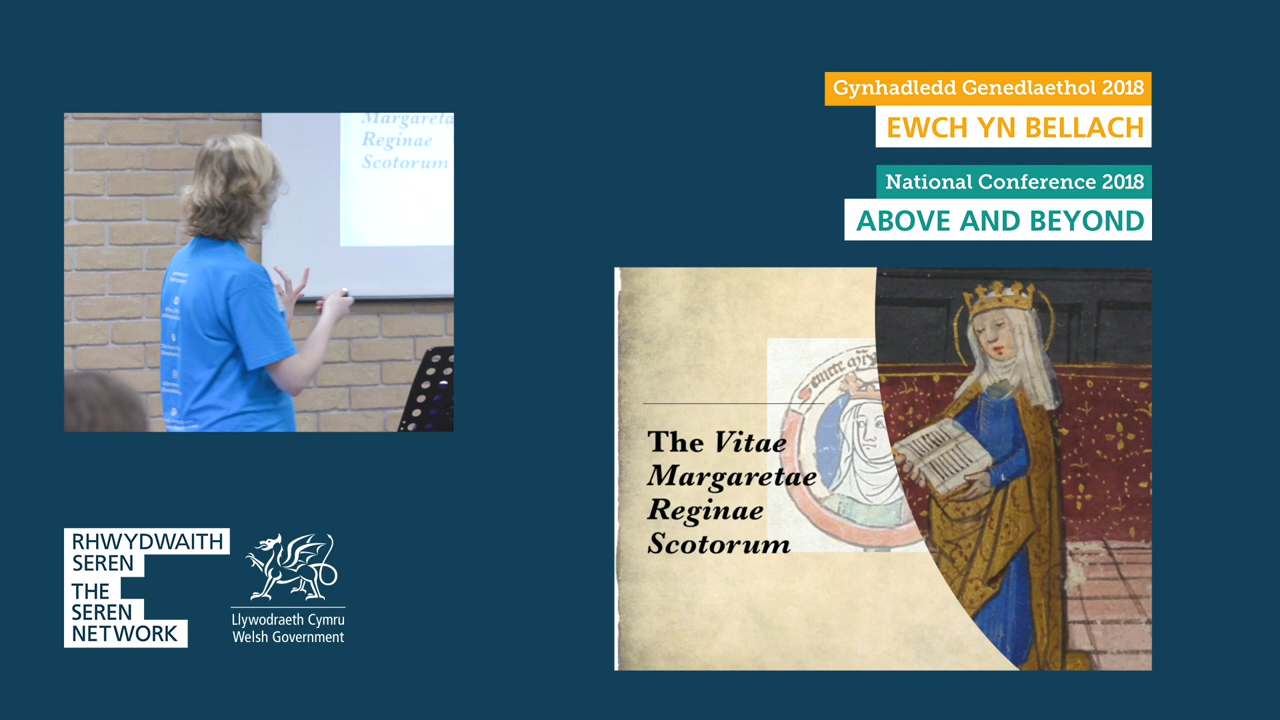 Gynhadledd Genedlaethol 2018
EWCH YN BELLACH
National Conference 2018
ABOVE AND BEYOND
Margareta
Reginae
Scotorum
The Vitae
Margaretae
Reginae
Scotorum
RHWYDWAITH
SEREN
THE
SEREN
NETWORK
Llywodraeth Cymru
Welsh Government